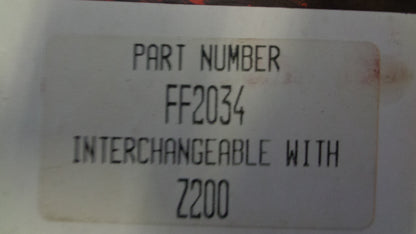 PART NUMBER
FF2034
INTERCHANGEABLE WITH
Z200